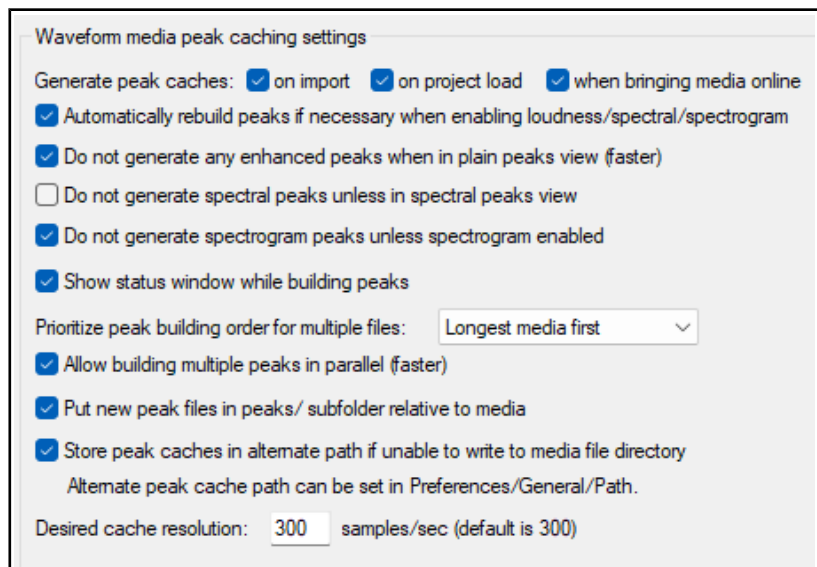 Waveform media peak caching settings
Generate peak caches: on import on project load when bringing media online
Automatically rebuild peaks if necessary when enabling loudness/spectral/spectrogram
Do not generate any enhanced peaks when in plain peaks view (faster)
Do not generate spectral peaks unless in spectral peaks view
Do not generate spectrogram peaks unless spectrogram enabled
Show status window while building peaks
Prioritize peak building order for multiple files: Longest media first
Allow building multiple peaks in parallel (faster)
Put new peak files in peaks/ subfolder relative to media
Store peak caches in alternate path if unable to write to media file directory
Alternate peak cache path can be set in Preferences/General/Path.
Desired cache resolution: 300 samples/sec (default is 300)